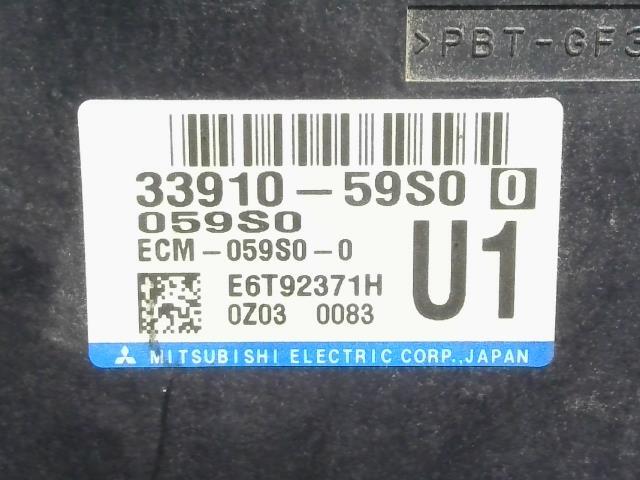 >PBT-GF3
33910-59S0 0
059S0
ECM-059S0-0
U1
E6T92371H
0Z03 0083
MITSUBISHI ELECTRIC CORP., JAPAN